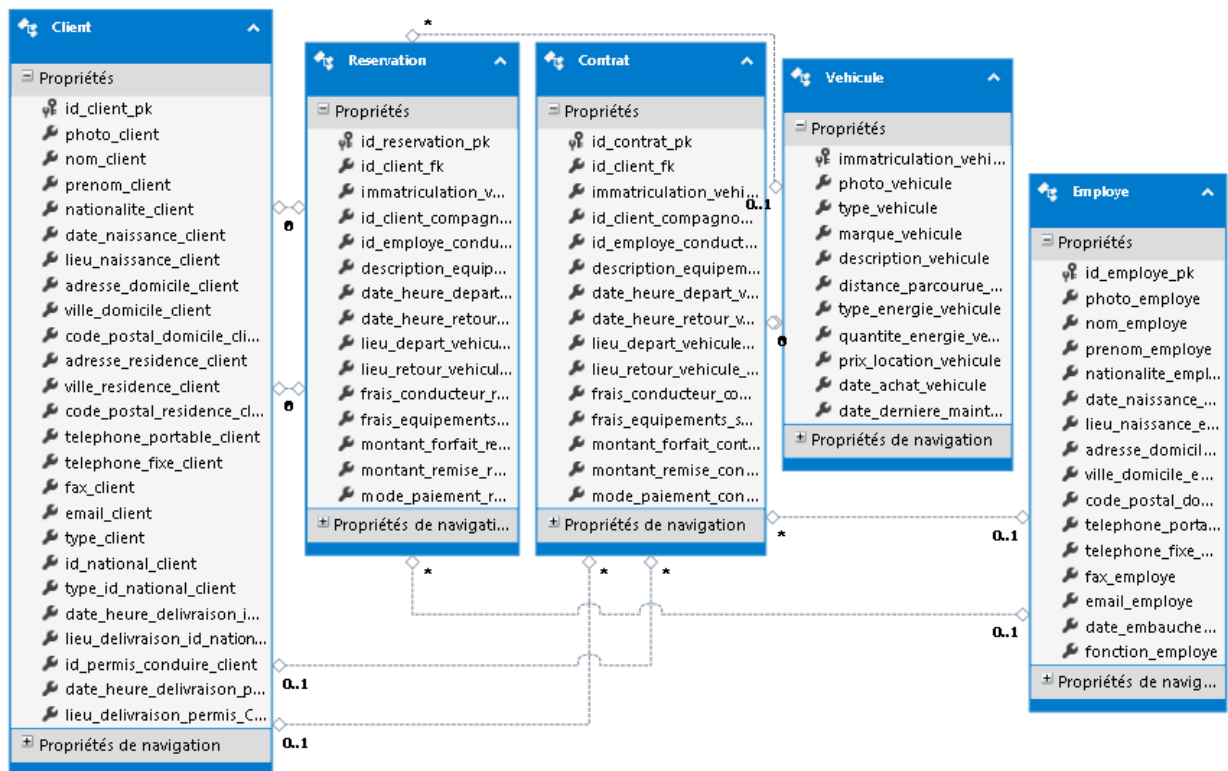 Client
Propriétés
id_client_pk
photo_client
nom_client
prenom_client
nationalite_client
date_naissance_client
lieu_naissance_client
adresse_domicile_client
ville_domicile_client
code_postal_domicile_cli...
adresse_residence_client
ville_residence_client
code_postal_residence_cl...
telephone_portable_client
telephone_fixe_client
fax_client
email_client
type_client
id_national_client
type_id_national_client
date_heure_delivraison_i...
lieu_delivraison_id_nation...
id_permis_conduire_client
date_heure_delivraison_p...
lieu_delivraison_permis_C...
Propriétés de navigation
Reservation
Propriétés
id_reservation_pk
id_client_fk
immatriculation_v...
id_client_compagn...
id_employe_condu...
description_equip...
date_heure_depart...
date_heure_retour...
lieu_depart_vehicu...
lieu_retour_vehicul...
frais_conducteur_r...
frais_equipements...
montant_forfait_re...
montant_remise_r...
mode_paiement_r...
Propriétés de navigati...
Contrat
Propriétés
id_contrat_pk
id_client_fk
immatriculation_vehi...
id_client_compagno...
id_employe_conduct...
description_equipem...
date_heure_depart_v...
date_heure_retour_v...
lieu_depart_vehicule...
lieu_retour_vehicule_...
frais_conducteur_co...
frais_equipements_s...
montant_forfait_cont...
montant_remise_con...
mode_paiement_con...
Propriétés de navigation
Vehicule
Propriétés
immatriculation_vehi...
photo_vehicule
type_vehicule
marque_vehicule
description_vehicule
distance_parcourue_...
type_energie_vehicule
quantite_energie_ve...
prix_location_vehicule
date_achat_vehicule
date_derniere_maint...
Propriétés de navigation
Employe
Propriétés
id_employe_pk
photo_employe
nom_employe
prenom_employe
nationalite_empl...
date_naissance_...
lieu_naissance_e...
adresse_domicil...
ville_domicile_e...
code_postal_do...
telephone_porta...
telephone_fixe_...
fax_employe
email_employe
date_embauche...
fonction_employe
Propriétés de navig...
*
0..1
*
0..1
*
0..1
*
*
0..1
0..1